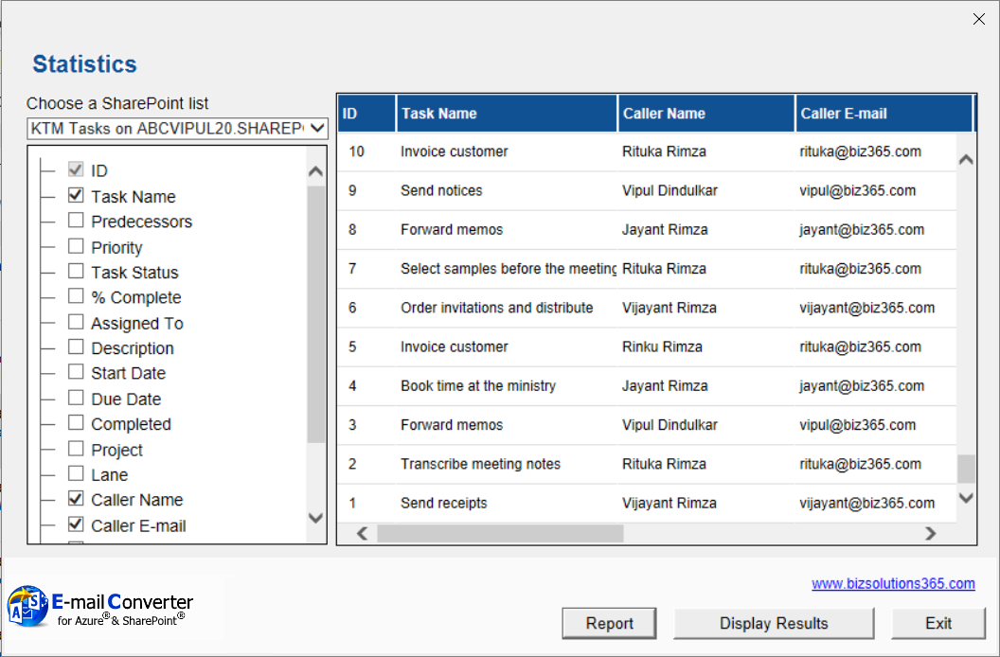 Statistics
Choose a SharePoint list
KTM Tasks on ABCVIPUL20.SHAREP
ID
Task Name
Predecessors
Priority
Task Status
% Complete
Assigned To
Description
Start Date
Due Date
Completed
Project
Lane
Caller Name
Caller E-mail
ID Task Name Caller Name Caller E-mail
10 Invoice customer Rituka Rimza rituka@biz365.com
9 Send notices Vipul Dindulkar vipul@biz365.com
8 Forward memos Jayant Rimza jayant@biz365.com
7 Select samples before the meeting Rituka Rimza rituka@biz365.com
6 Order invitations and distribute Vijayant Rimza vijayant@biz365.com
5 Invoice customer Rinku Rimza rituka@biz365.com
4 Book time at the ministry Jayant Rimza jayant@biz365.com
3 Forward memos Vipul Dindulkar vipul@biz365.com
2 Transcribe meeting notes Rituka Rimza rituka@biz365.com
1 Send receipts Vijayant Rimza vijayant@biz365.com
www.bizsolutions365.com
AS
E-mail Converter
for Azure® & SharePoint®
Report Display Results Exit